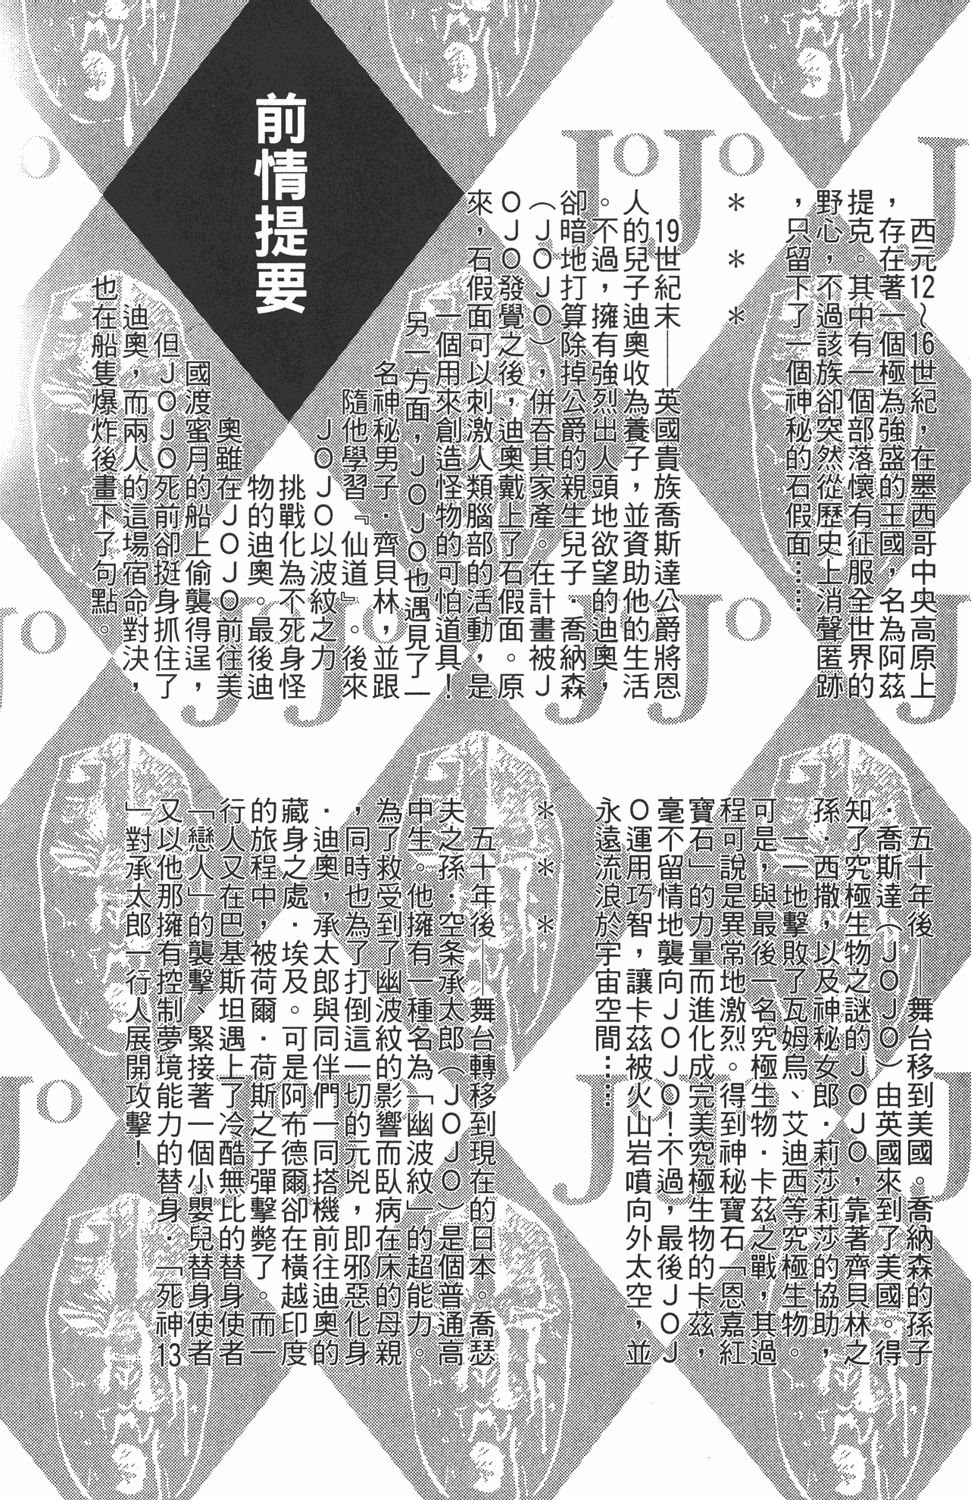 前情提要
　西元12～16世紀，在墨西哥中央高原上
，存在著一個極為強盛的王國，名為阿茲
提克。其中有一個部落懷有征服全世界的
野心，不過該族卻突然從歷史上消聲匿跡
，只留下了一個神秘的石假面……
＊　＊　＊
　19世紀末——英國貴族喬斯達公爵將恩
人的兒子迪奧收為養子，並資助他的生活
。不過，擁有強烈出人頭地欲望的迪奧，
卻暗地打算除掉公爵的親生兒子．喬納森
（ＪＯＪＯ），併吞其家產。在計畫被Ｊ
ＯＪＯ發覺之後，迪奧戴上了石假面。原
來，石假面可以刺激人類腦部的活動，是
一個用來創造怪物的可怕道具！
　另一方面，ＪＯＪＯ也遇見了一
名神秘男子．齊貝林，並跟
隨他學習『仙道』。後來
ＪＯＪＯ以波紋之力
挑戰化為不死身怪
物的迪奧。最後迪
奧雖在ＪＯＪＯ前往美
國渡蜜月的船上偷襲得逞，
但ＪＯＪＯ死前卻挺身抓住了
迪奧，而兩人的這場宿命對決，
也在船隻爆炸後畫下了句點。
　五十年後——舞台移到美國。喬納森的孫子
．喬斯達（ＪＯＪＯ）由英國來到了美國。得
知了究極生物之謎的ＪＯＪＯ，靠著齊貝林之
孫．西撒，以及神秘女郎．莉莎莉莎的協助，
一一地擊敗了瓦姆烏、艾迪西等究極生物。
可是，與最後一名究極生物．卡茲之戰，其過
程可說是異常地激烈。得到神秘寶石「恩嘉紅
寶石」的力量而進化成完美究極生物的卡茲，
毫不留情地襲向ＪＯＪＯ！不過，最後ＪＯＪ
Ｏ運用巧智，讓卡茲被火山岩噴向外太空，並
永遠流浪於宇宙空間……
＊　＊　＊
　五十年後——舞台轉移到現在的日本。喬瑟
夫之孫．空条承太郎（ＪＯＪＯ）是個普通高
中生。他擁有一種名為「幽波紋」的超能力。
為了救受到了幽波紋的影響而臥病在床的母親
，同時也為了打倒這一切的元兇，即邪惡化身
．迪奧，承太郎與同伴們一同搭機前往迪奧的
藏身之處．埃及。可是阿布德爾卻在橫越印度
的旅程中，被荷爾．荷斯之子彈擊斃了。而一
行人又在巴基斯坦遇上了冷酷無比的替身使者
「戀人」的襲擊、緊接著一個小嬰兒替身使者
又以他那擁有控制夢境能力的替身．「死神13
」對承太郎一行人展開攻擊！